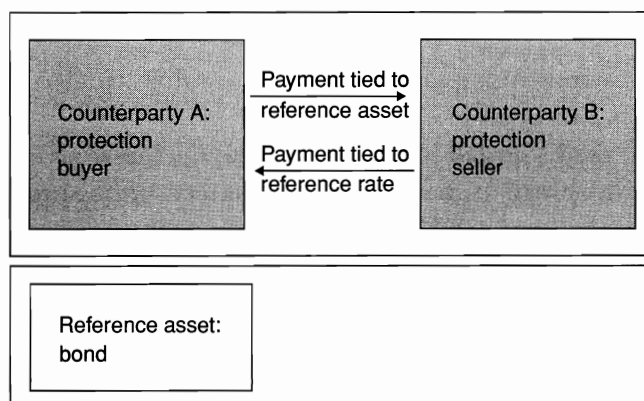 Counterparty A:
protection
buyer
Payment tied to
reference asset
Payment tied to
reference rate
Counterparty B:
protection
seller
Reference asset:
bond